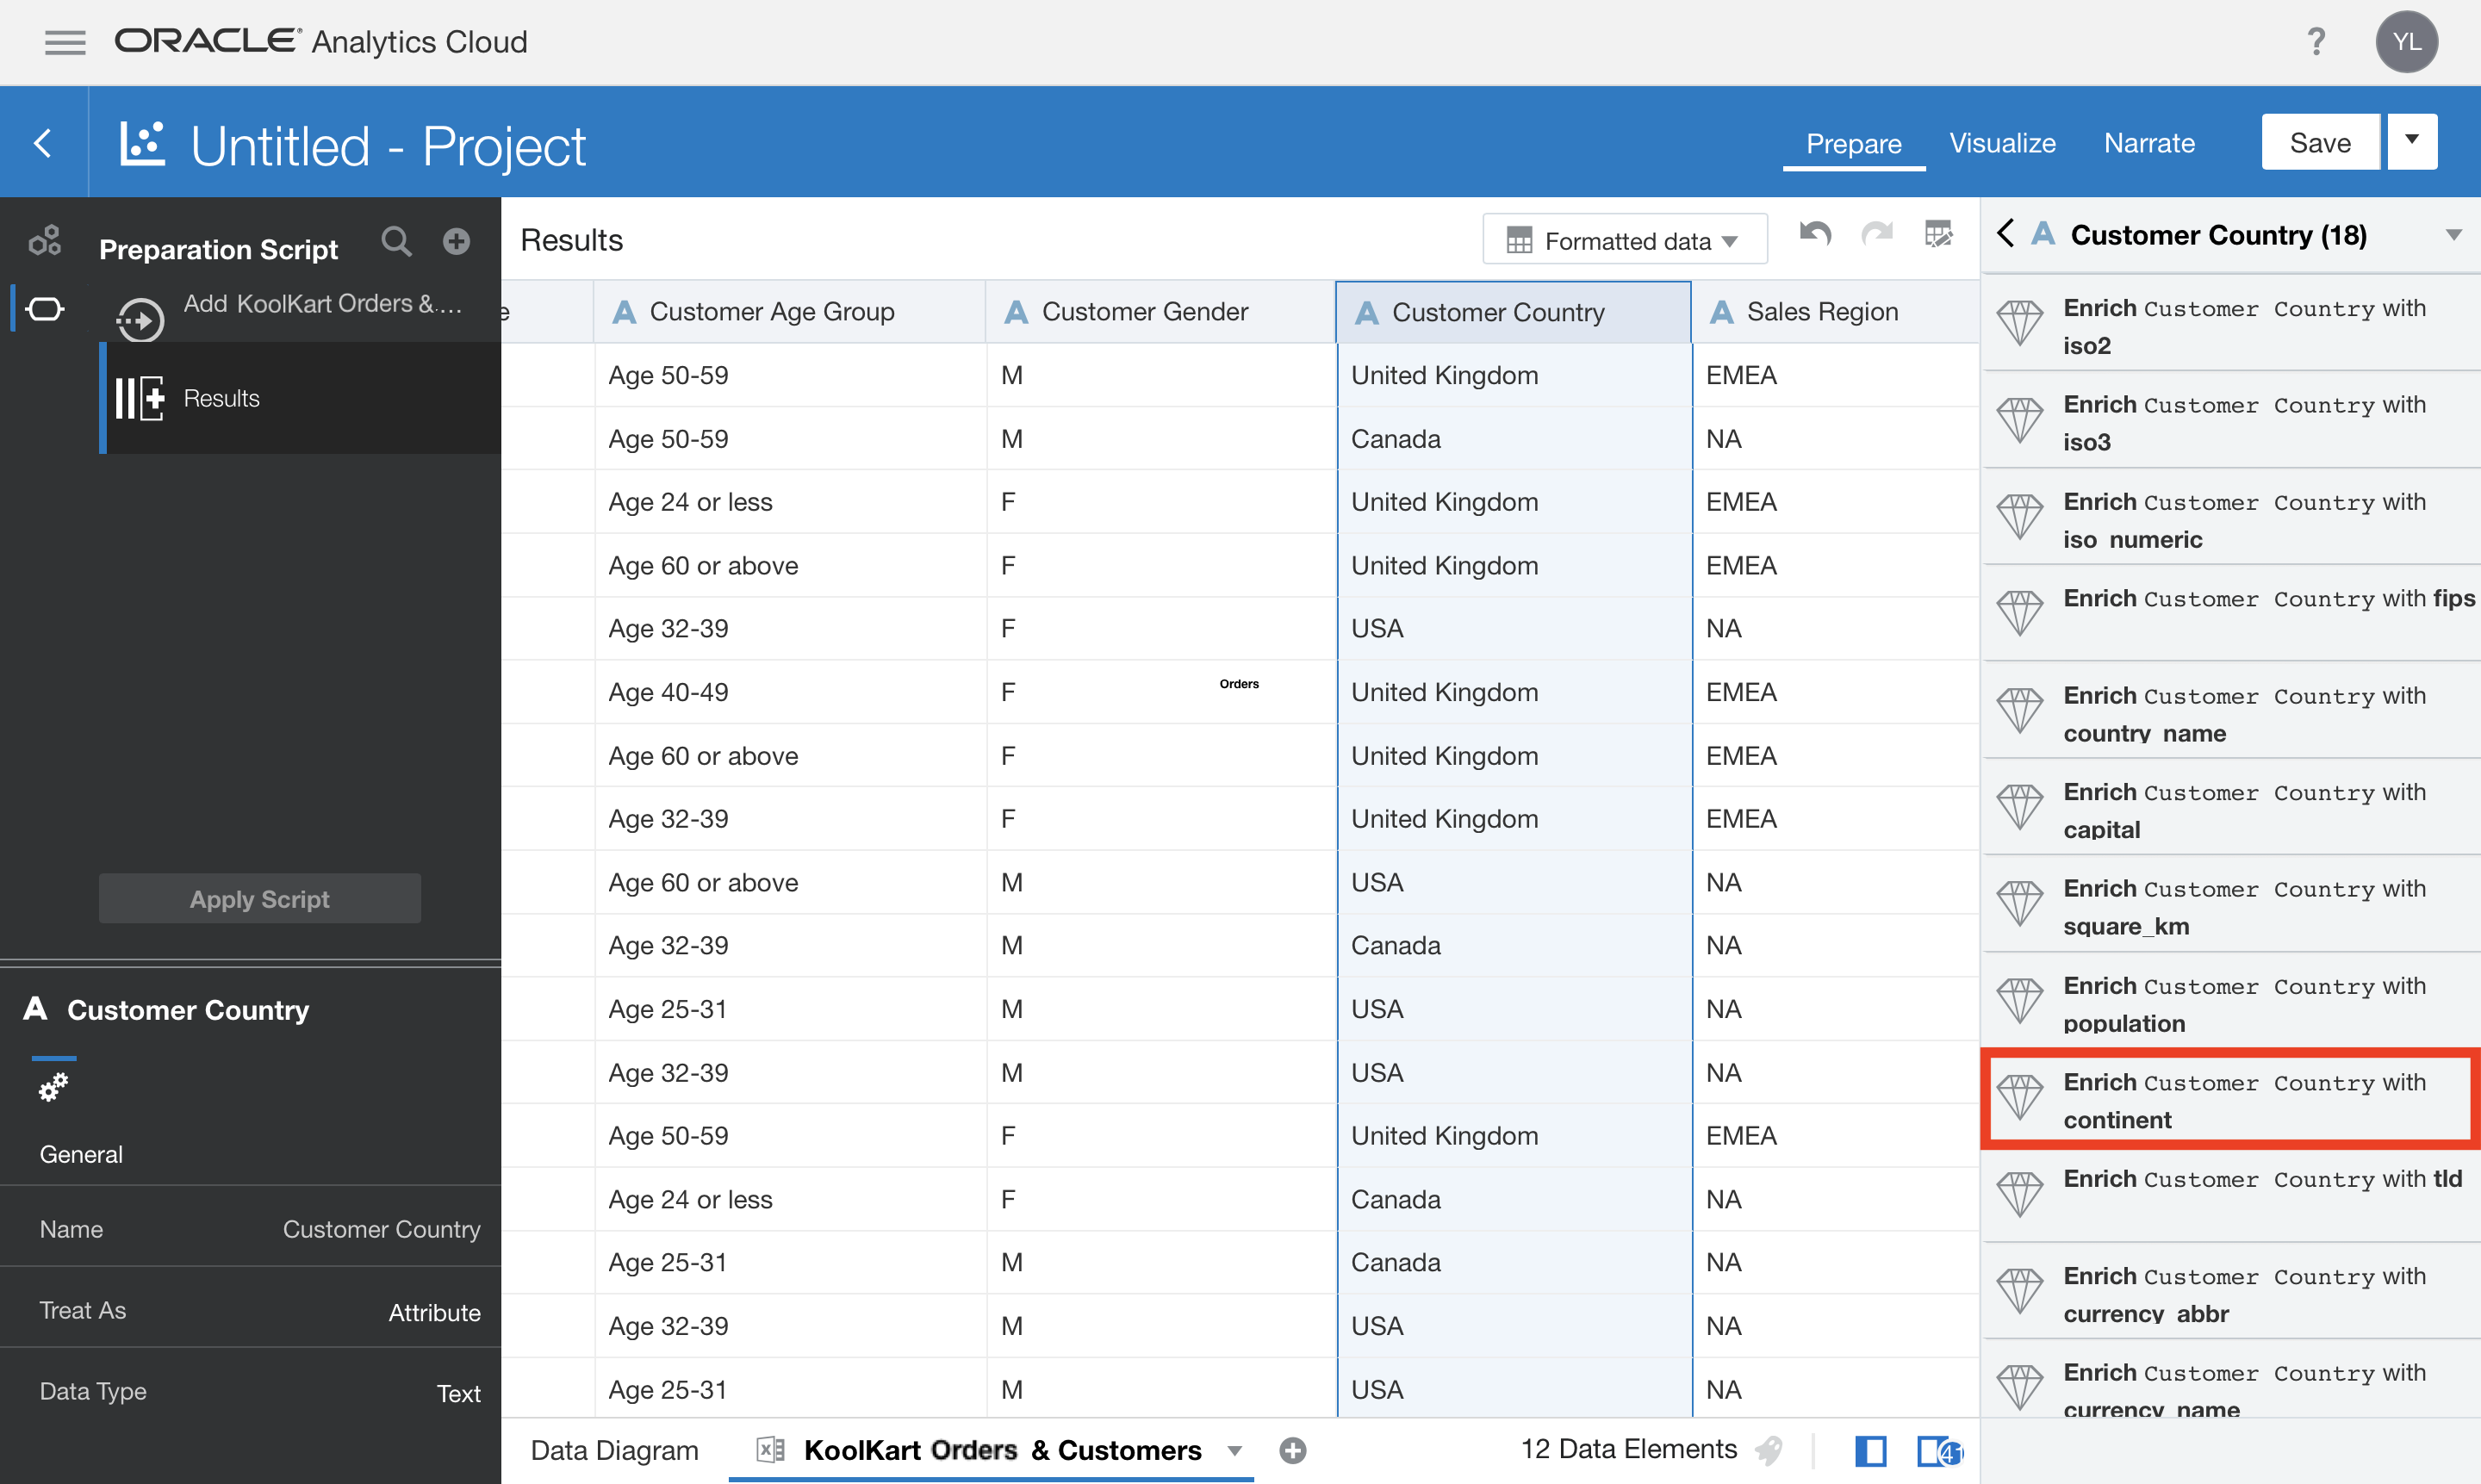 ORACLE® Analytics Cloud
?
YL
Untitled - Project
Prepare
Visualize
Narrate
Save
Preparation Script
Add KoolKart Orders &...
Results
Apply Script
A Customer Country
General
Name Customer Country
Treat As Attribute
Data Type Text
Results
Formatted data
e A Customer Age Group A Customer Gender A Customer Country A Sales Region
Age 50-59 M United Kingdom EMEA
Age 50-59 M Canada NA
Age 24 or less F United Kingdom EMEA
Age 60 or above F United Kingdom EMEA
Age 32-39 F USA NA
Age 40-49 F Orders United Kingdom EMEA
Age 60 or above F United Kingdom EMEA
Age 32-39 F United Kingdom EMEA
Age 60 or above M USA NA
Age 32-39 M Canada NA
Age 25-31 M USA NA
Age 32-39 M USA NA
Age 50-59 F United Kingdom EMEA
Age 24 or less F Canada NA
Age 25-31 M Canada NA
Age 32-39 M USA NA
Age 25-31 M USA NA
Data Diagram
KoolKart Orders & Customers
12 Data Elements
41
A Customer Country (18)
Enrich Customer Country with
iso2
Enrich Customer Country with
iso3
Enrich Customer Country with
iso_numeric
Enrich Customer Country with fips
Enrich Customer Country with
country_name
Enrich Customer Country with
capital
Enrich Customer Country with
square_km
Enrich Customer Country with
population
Enrich Customer Country with
continent
Enrich Customer Country with tld
Enrich Customer Country with
currency_abbr
Enrich Customer Country with
currency_name